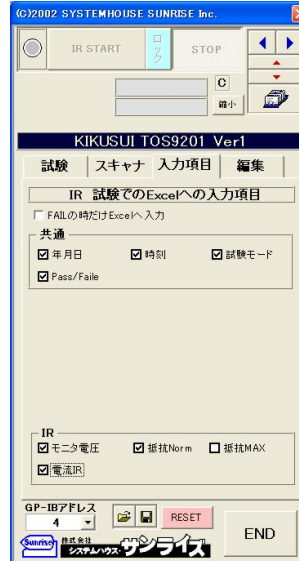 (C)2002 SYSTEMHOUSE SUNRISE Inc.
IR START
ロック
STOP
C
縮小
KIKUSUI TOS9201 Ver1
試験 スキャナ 入力項目 編集
IR 試験でのExcelへの入力項目
FAILの時だけExcelへ入力
共通
年月日 時刻 試験モード
Pass/Faile
IR
モニタ電圧 抵抗Norm 抵抗MAX
電流IR
GP-IBアドレス
4
RESET
END
Sunrise 株式会社
システムハウス・サンライズ